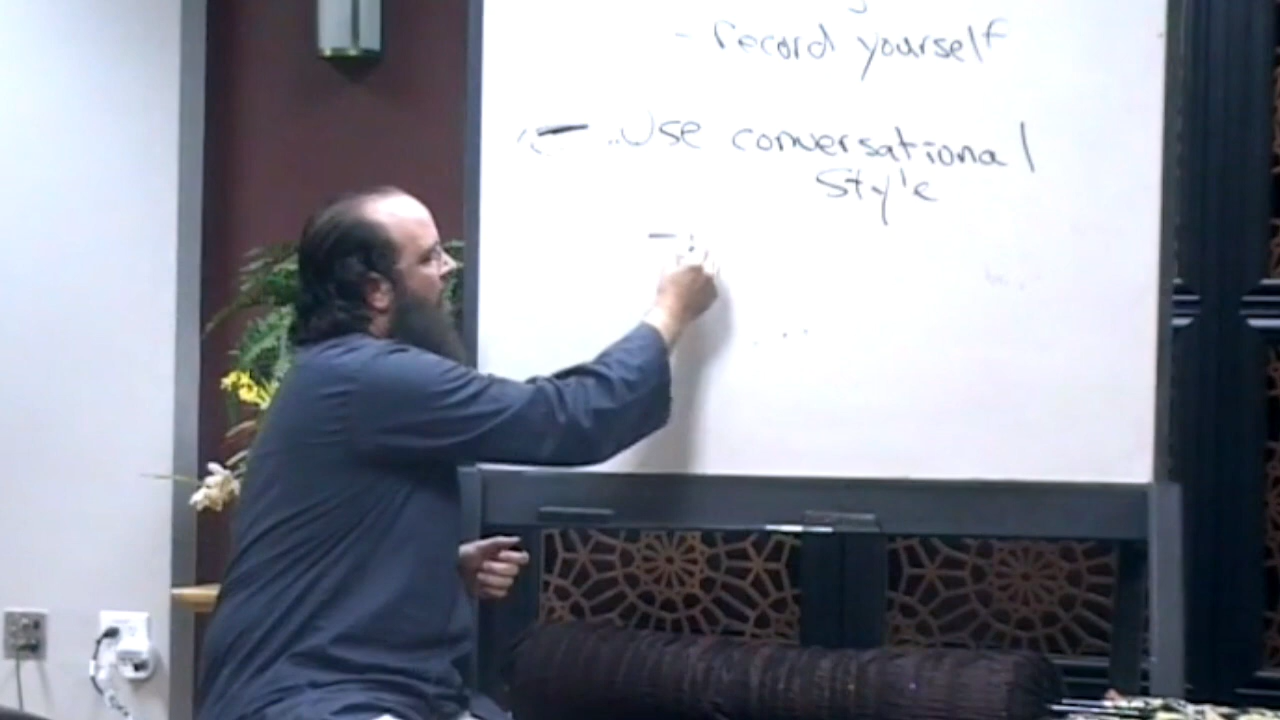 - record yourself
- Use conversational
style
-